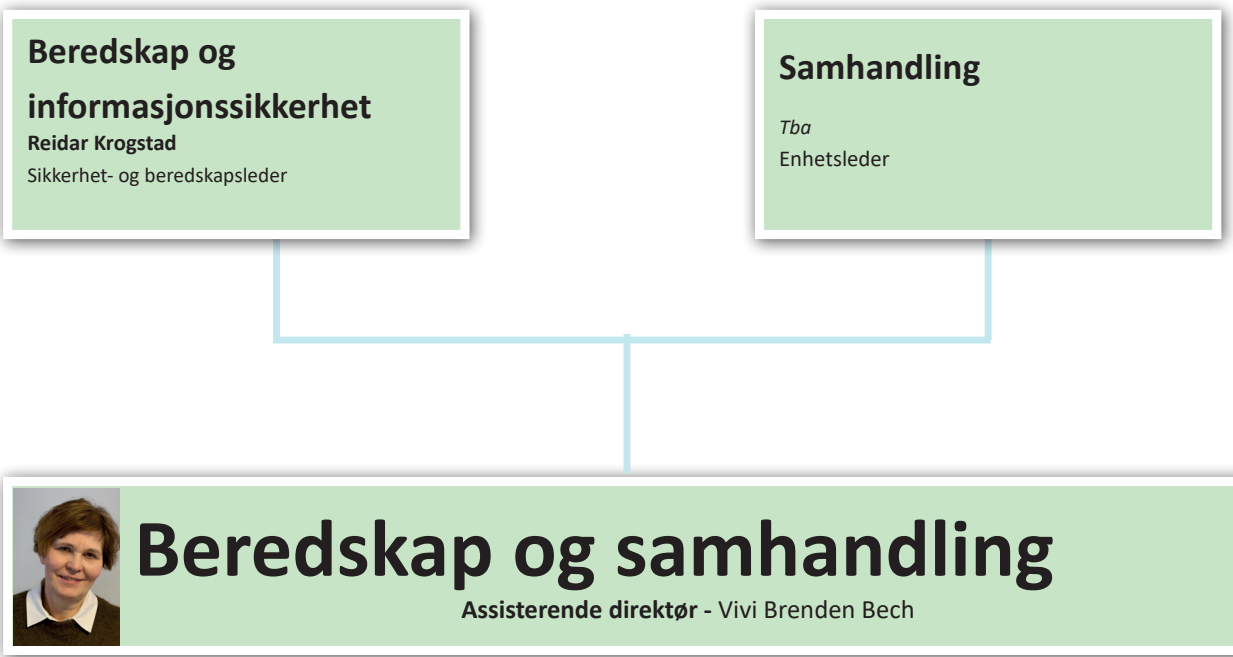 Beredskap og
informasjonssikkerhet
Reidar Krogstad
Sikkerhet- og beredskapsleder
Samhandling
Tba
Enhetsleder
Beredskap og samhandling
Assisterende direktør - Vivi Brenden Bech